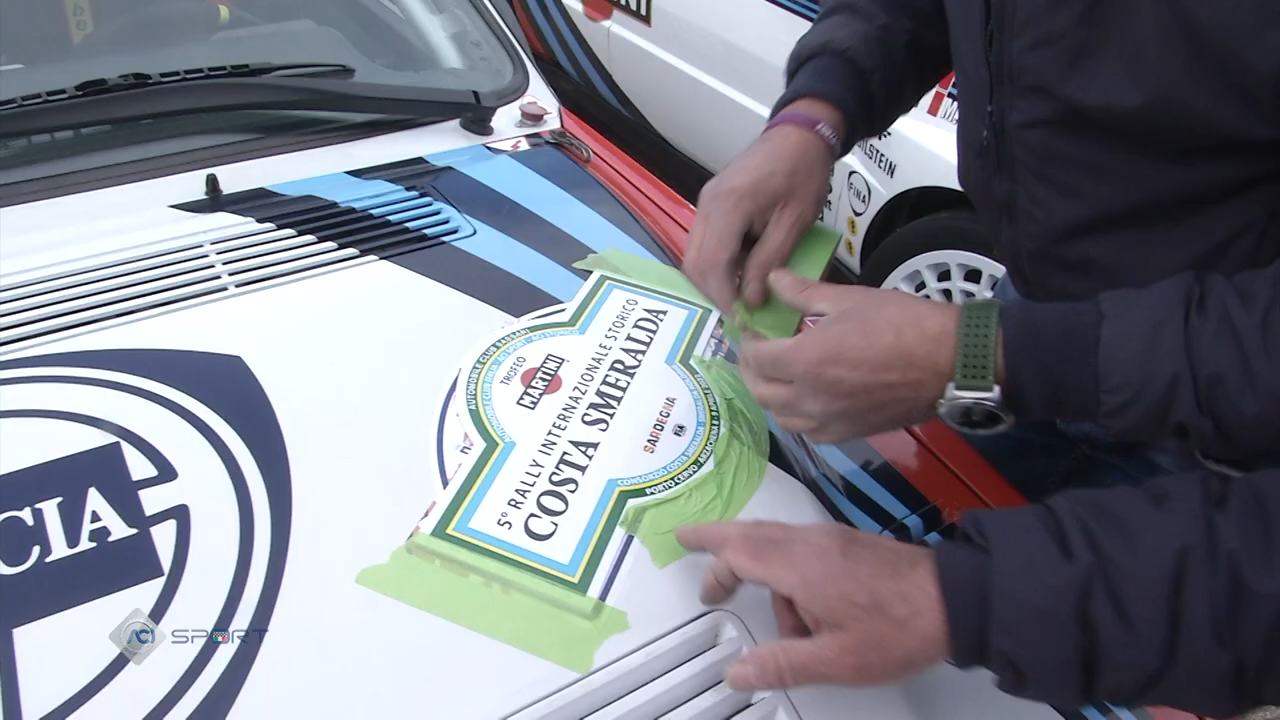 BILSTEIN
FINA
AUTOMOBILE CLUB SASSARI
TROFEO
MARTINI
5° RALLY INTERNAZIONALE STORICO
COSTA SMERALDA
SARDEGNA
CONSORZIO COSTA SMERALDA
PORTO CERVO
CIA
ACI SPORT